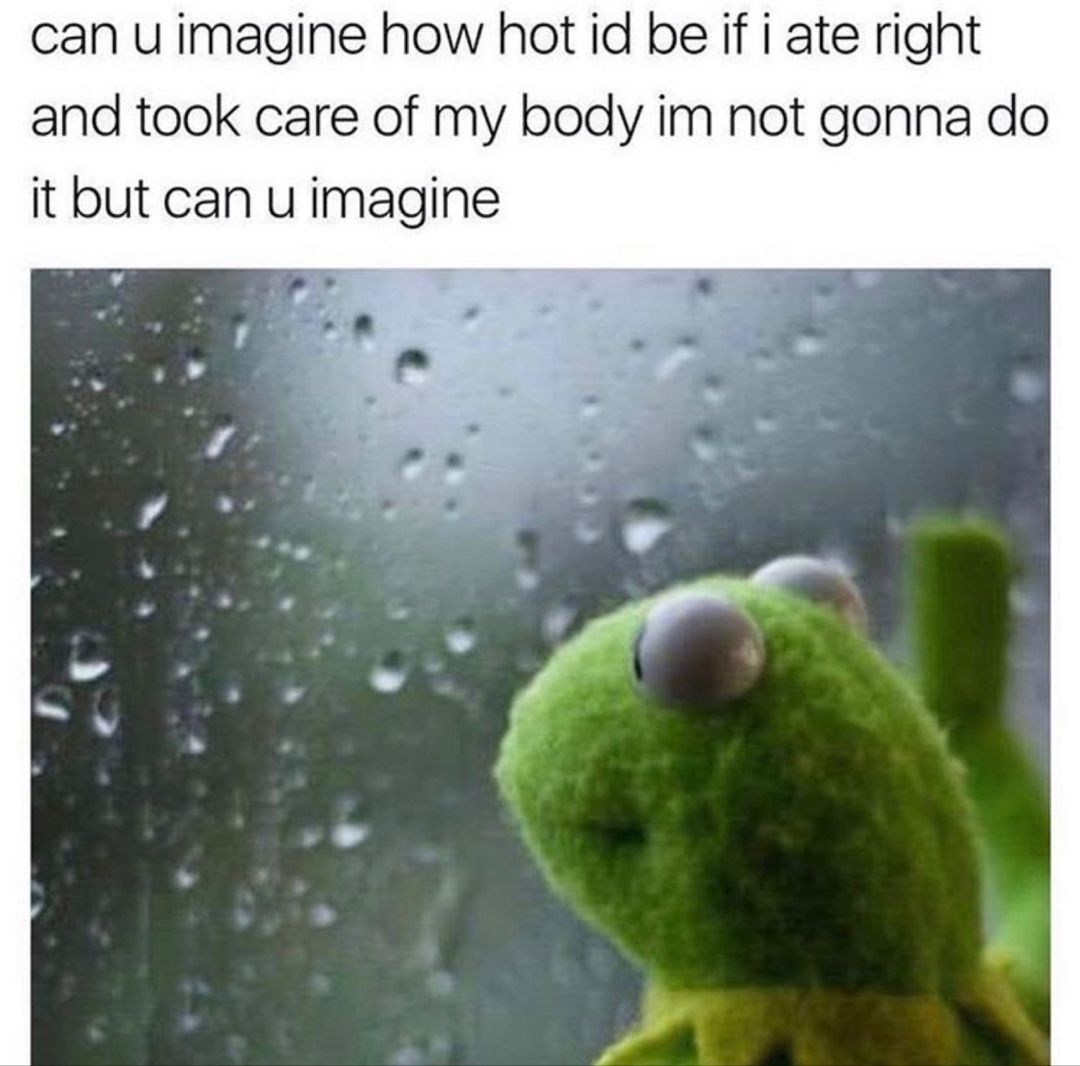 can u imagine how hot id be if i ate right
and took care of my body im not gonna do
it but can u imagine